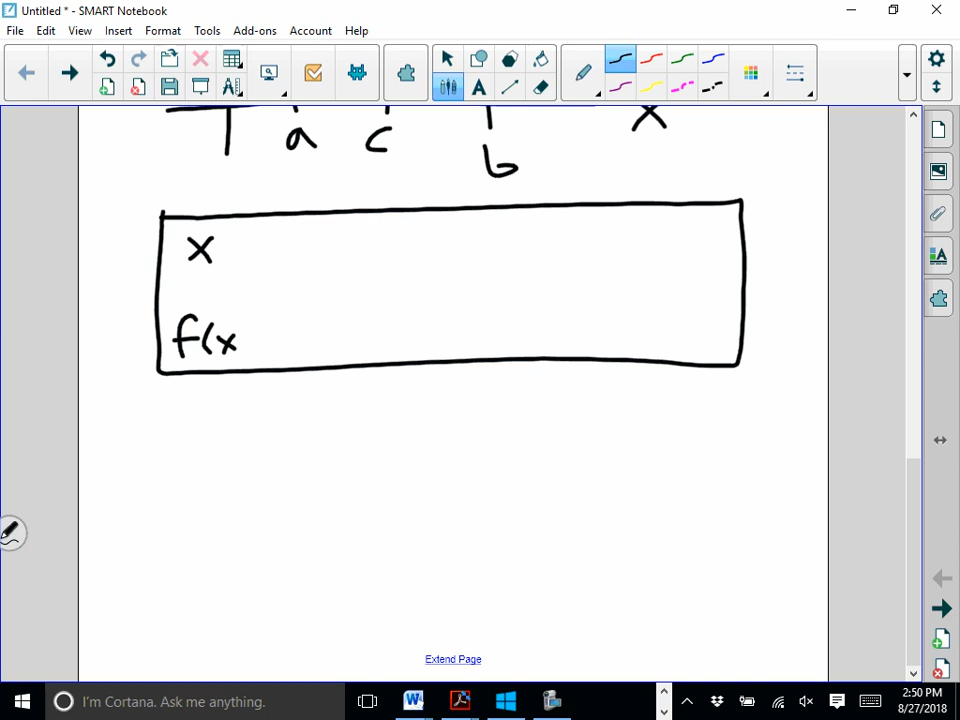 Untitled * - SMART Notebook
File Edit View Insert Format Tools Add-ons Account Help
a c x
b
x
f(x
Extend Page
I'm Cortana. Ask me anything.
2:50 PM
8/27/2018